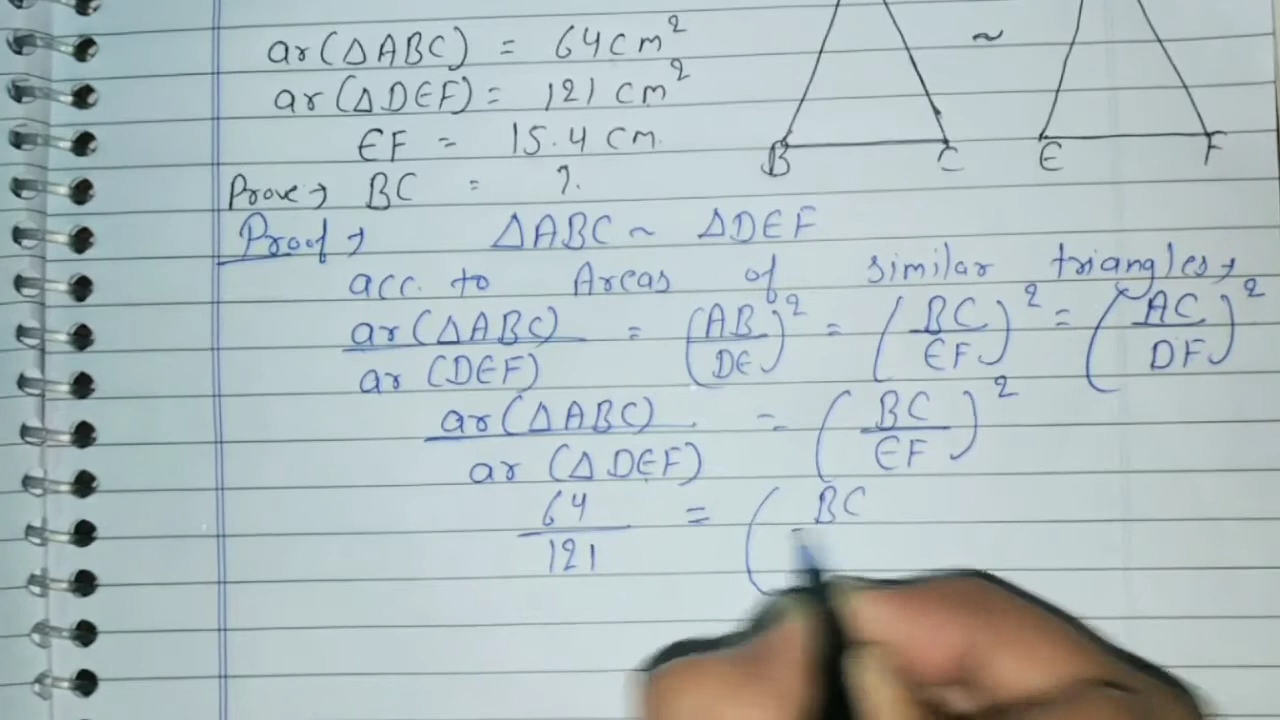 ar(ΔABC) = 64cm²
ar(ΔDEF) = 121 cm²
EF = 15.4 cm.
~
B C E F
Prove → BC = ?.
Proof → ΔABC ~ ΔDEF
acc. to Areas of similar triangles,
ar(ΔABC)/ar(DEF) = (AB/DE)² = (BC/EF)² = (AC/DF)²
ar(ΔABC)/ar(ΔDEF) = (BC/EF)²
64/121 = (BC